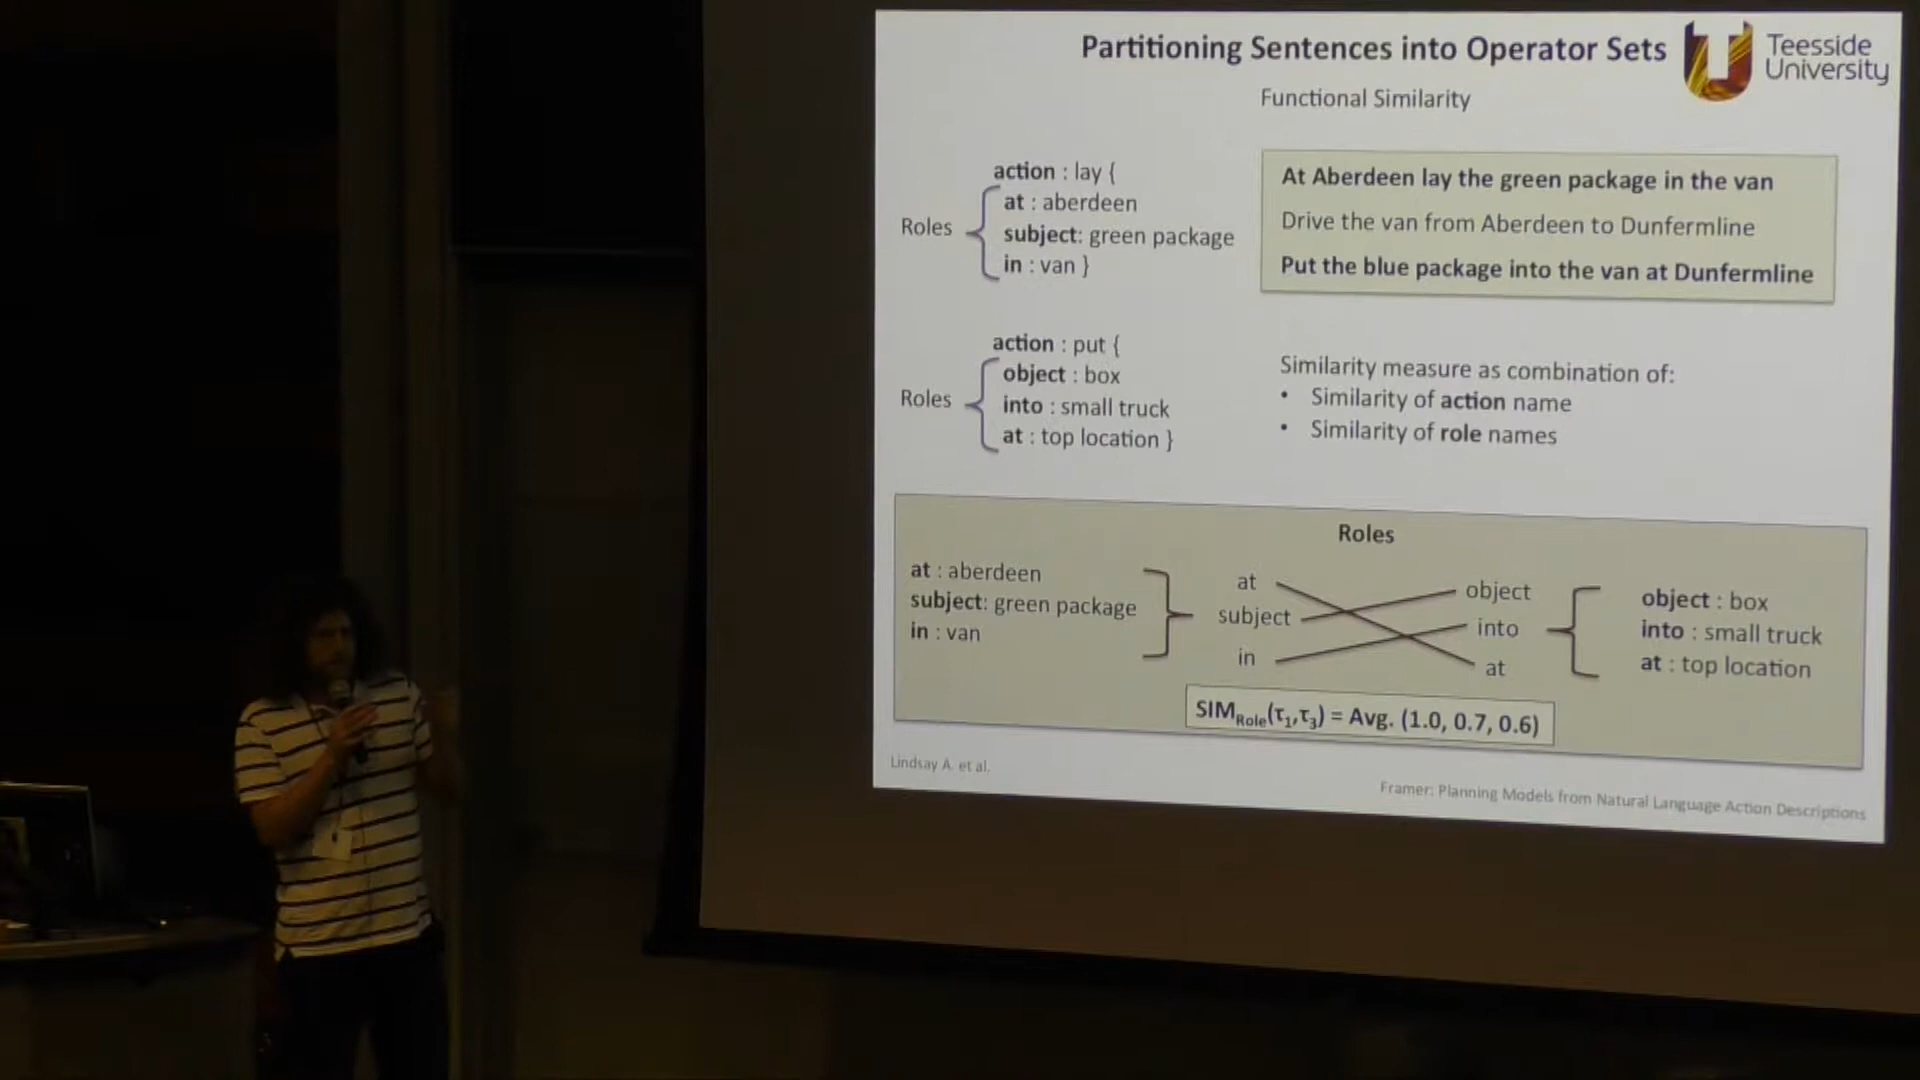 Partitioning Sentences into Operator Sets
Teesside
University
Functional Similarity
action : lay {
Roles
at : aberdeen
subject: green package
in : van }
At Aberdeen lay the green package in the van
Drive the van from Aberdeen to Dunfermline
Put the blue package into the van at Dunfermline
action : put {
Roles
object : box
into : small truck
at : top location }
Similarity measure as combination of:
• Similarity of action name
• Similarity of role names
Roles
at : aberdeen
subject: green package
in : van
at
subject
in
object
into
at
object : box
into : small truck
at : top location
SIMRole(τ1,τ3) = Avg. (1.0, 0.7, 0.6)
Lindsay A. et al.
Framer: Planning Models from Natural Language Action Descriptions